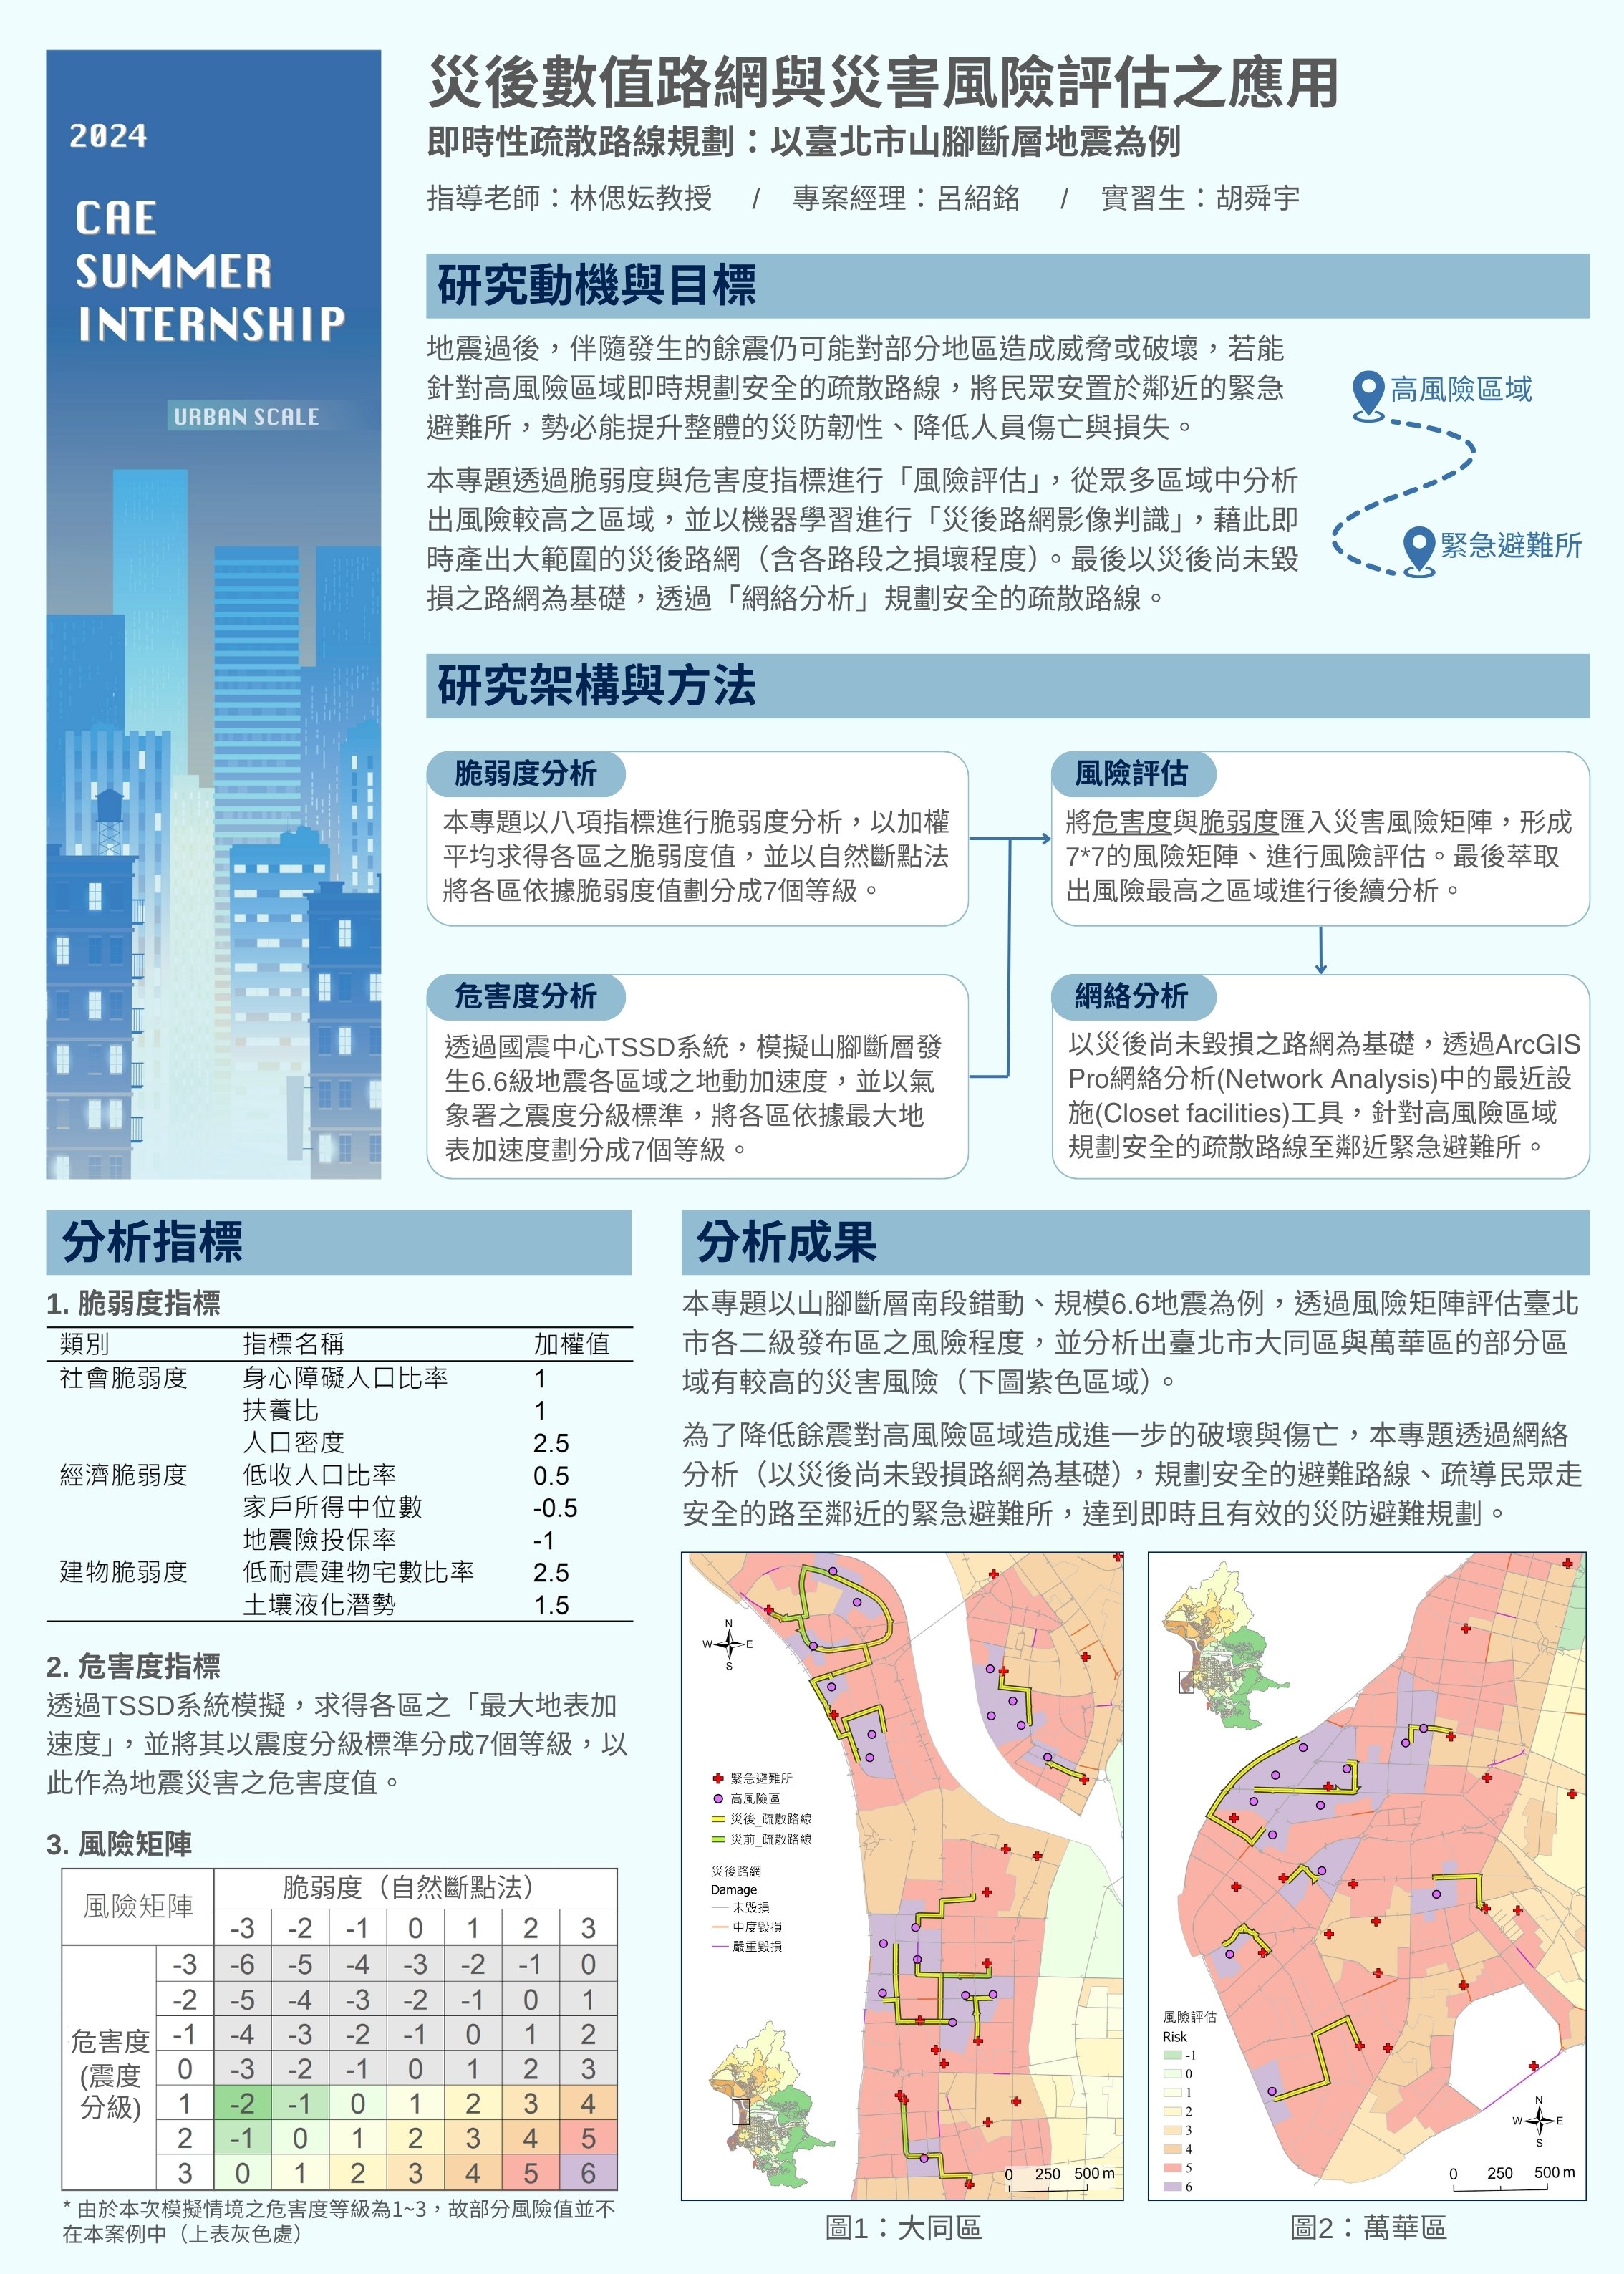 2024
CAE
SUMMER
INTERNSHIP
URBAN SCALE
災後數值路網與災害風險評估之應用
即時性疏散路線規劃：以臺北市山腳斷層地震為例
指導老師：林偲妘教授 / 專案經理：呂紹銘 / 實習生：胡舜宇
研究動機與目標
地震過後，伴隨發生的餘震仍可能對部分地區造成威脅或破壞，若能
針對高風險區域即時規劃安全的疏散路線，將民眾安置於鄰近的緊急
避難所，勢必能提升整體的災防韌性、降低人員傷亡與損失。
本專題透過脆弱度與危害度指標進行「風險評估」，從眾多區域中分析
出風險較高之區域，並以機器學習進行「災後路網影像判識」，藉此即
時產出大範圍的災後路網（含各路段之損壞程度）。最後以災後尚未毀
損之路網為基礎，透過「網絡分析」規劃安全的疏散路線。
高風險區域
緊急避難所
研究架構與方法
脆弱度分析
本專題以八項指標進行脆弱度分析，以加權
平均求得各區之脆弱度值，並以自然斷點法
將各區依據脆弱度值劃分成7個等級。
風險評估
將危害度與脆弱度匯入災害風險矩陣，形成
7*7的風險矩陣、進行風險評估。最後萃取
出風險最高之區域進行後續分析。
危害度分析
透過國震中心TSSD系統，模擬山腳斷層發
生6.6級地震各區域之地動加速度，並以氣
象署之震度分級標準，將各區依據最大地
表加速度劃分成7個等級。
網絡分析
以災後尚未毀損之路網為基礎，透過ArcGIS
Pro網絡分析(Network Analysis)中的最近設
施(Closet facilities)工具，針對高風險區域
規劃安全的疏散路線至鄰近緊急避難所。
分析指標
1. 脆弱度指標
類別 指標名稱 加權值
社會脆弱度 身心障礙人口比率 1
扶養比 1
人口密度 2.5
經濟脆弱度 低收人口比率 0.5
家戶所得中位數 -0.5
地震險投保率 -1
建物脆弱度 低耐震建物宅數比率 2.5
土壤液化潛勢 1.5
2. 危害度指標
透過TSSD系統模擬，求得各區之「最大地表加
速度」，並將其以震度分級標準分成7個等級，以
此作為地震災害之危害度值。
3. 風險矩陣
風險矩陣 脆弱度（自然斷點法）
-3 -2 -1 0 1 2 3
危害度
(震度
分級)
-3 -6 -5 -4 -3 -2 -1 0
-2 -5 -4 -3 -2 -1 0 1
-1 -4 -3 -2 -1 0 1 2
0 -3 -2 -1 0 1 2 3
1 -2 -1 0 1 2 3 4
2 -1 0 1 2 3 4 5
3 0 1 2 3 4 5 6
* 由於本次模擬情境之危害度等級為1~3，故部分風險值並不
在本案例中（上表灰色處）
分析成果
本專題以山腳斷層南段錯動、規模6.6地震為例，透過風險矩陣評估臺北
市各二級發布區之風險程度，並分析出臺北市大同區與萬華區的部分區
域有較高的災害風險（下圖紫色區域）。
為了降低餘震對高風險區域造成進一步的破壞與傷亡，本專題透過網絡
分析（以災後尚未毀損路網為基礎），規劃安全的避難路線、疏導民眾走
安全的路至鄰近的緊急避難所，達到即時且有效的災防避難規劃。
N
W E
S
緊急避難所
高風險區
災後_疏散路線
災前_疏散路線
災後路網
Damage
未毀損
中度毀損
嚴重毀損
0 250 500 m
圖1：大同區
風險評估
Risk
-1
0
1
2
3
4
5
6
N
W E
S
0 250 500 m
圖2：萬華區